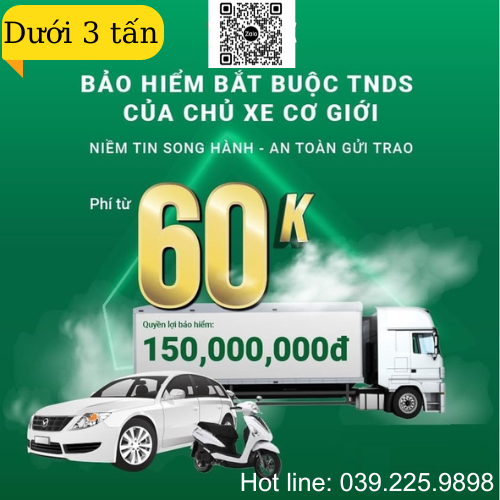 Dưới 3 tấn
Zalo
BẢO HIỂM BẮT BUỘC TNDS
CỦA CHỦ XE CƠ GIỚI
NIỀM TIN SONG HÀNH - AN TOÀN GỬI TRAO
Phí từ
60K
Quyền lợi bảo hiểm:
150,000,000đ
Hot line: 039.225.9898